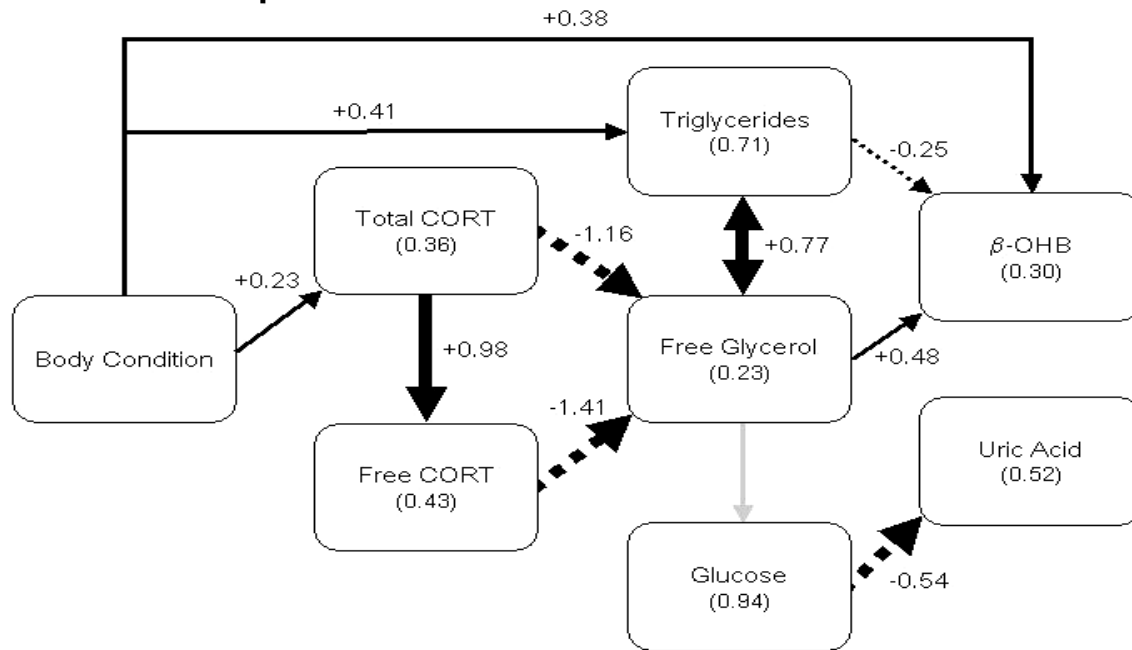 +0.38
+0.41
Triglycerides
(0.71)
-0.25
Total CORT
(0.36)
-1.16
+0.77
β-OHB
(0.30)
+0.23
Body Condition
+0.98
Free Glycerol
(0.23)
+0.48
-1.41
Free CORT
(0.43)
Uric Acid
(0.52)
Glucose
(0.94)
-0.54